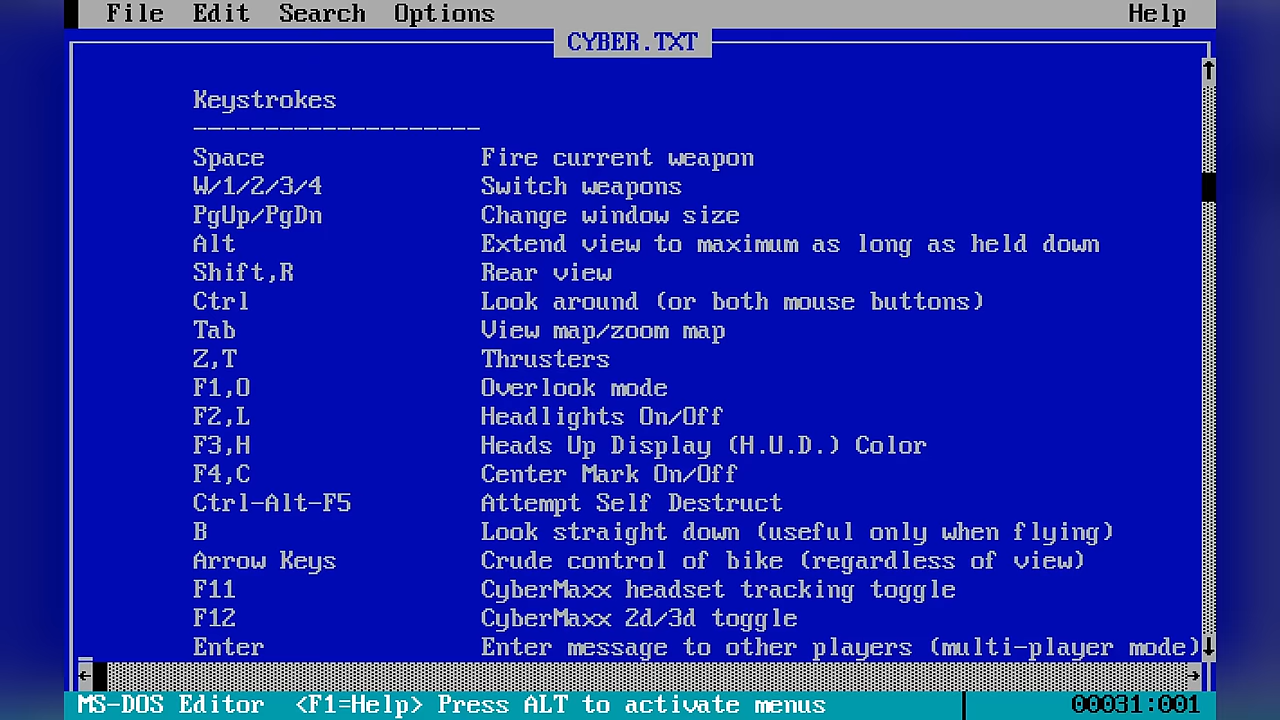 File Edit Search Options Help
CYBER.TXT
Keystrokes
--------------------
Space Fire current weapon
W/1/2/3/4 Switch weapons
PgUp/PgDn Change window size
Alt Extend view to maximum as long as held down
Shift,R Rear view
Ctrl Look around (or both mouse buttons)
Tab View map/zoom map
Z,T Thrusters
F1,O Overlook mode
F2,L Headlights On/Off
F3,H Heads Up Display (H.U.D.) Color
F4,C Center Mark On/Off
Ctrl-Alt-F5 Attempt Self Destruct
B Look straight down (useful only when flying)
Arrow Keys Crude control of bike (regardless of view)
F11 CyberMaxx headset tracking toggle
F12 CyberMaxx 2d/3d toggle
Enter Enter message to other players (multi-player mode)
MS-DOS Editor <F1=Help> Press ALT to activate menus 00031:001